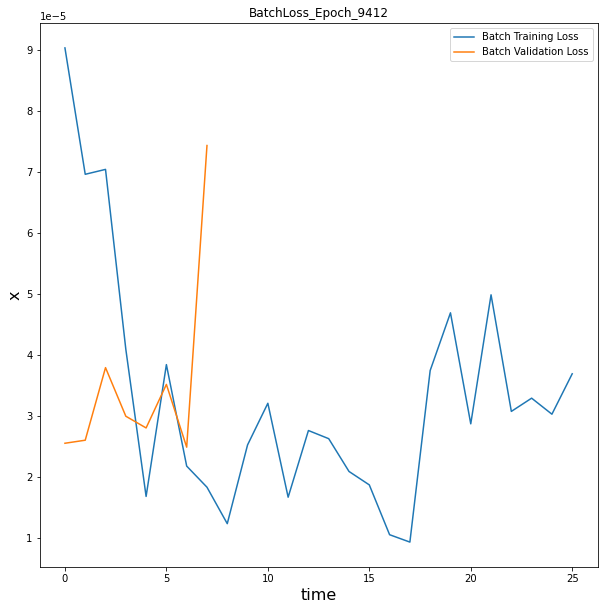 BatchLoss_Epoch_9412
1e−5
Batch Training Loss
Batch Validation Loss
9
8
7
6
5
4
3
2
1
x
0 5 10 15 20 25
time